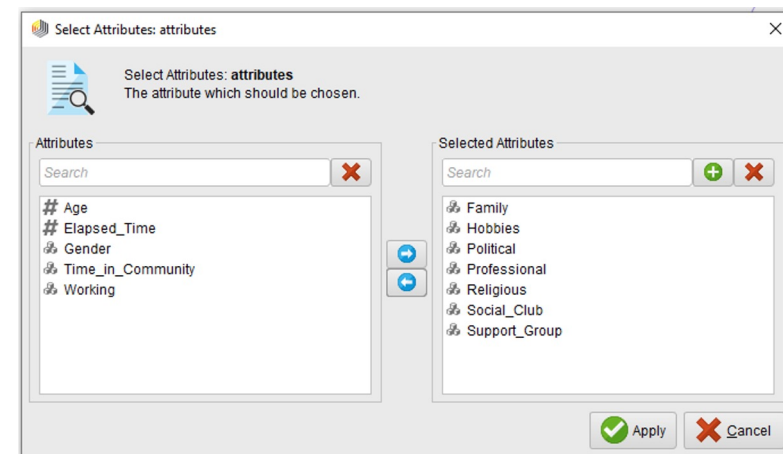 Select Attributes: attributes
Select Attributes: attributes
The attribute which should be chosen.
Attributes
Search
# Age
# Elapsed_Time
Gender
Time_in_Community
Working
Selected Attributes
Search
Family
Hobbies
Political
Professional
Religious
Social_Club
Support_Group
Apply
Cancel